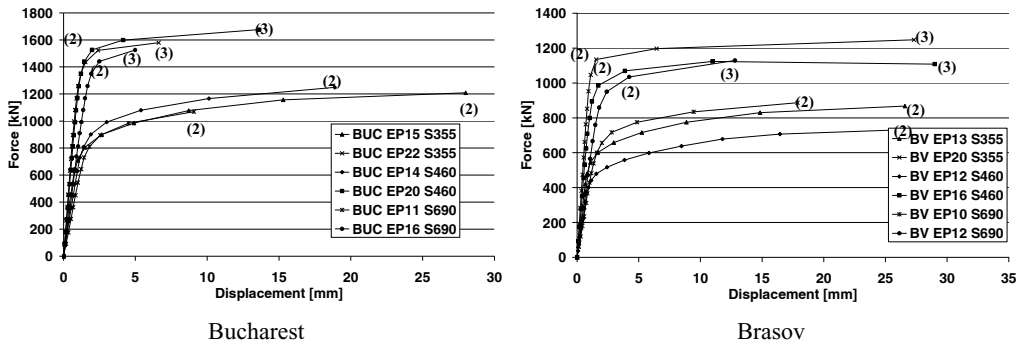 1800
1600
1400
1200
1000
800
600
400
200
0
Force [kN]
0 5 10 15 20 25 30
Displacement [mm]
(2)
(3)
(3)
(3)
(2)
(2)
(2)
(2)
BUC EP15 S355
BUC EP22 S355
BUC EP14 S460
BUC EP20 S460
BUC EP11 S690
BUC EP16 S690
Bucharest
1400
1200
1000
800
600
400
200
0
Force [kN]
0 5 10 15 20 25 30 35
Displacement [mm]
(3)
(2)
(2)
(3)
(3)
(2)
(2)
BV EP13 S355
BV EP20 S355
BV EP12 S460
BV EP16 S460
BV EP10 S690
BV EP12 S690
Brasov